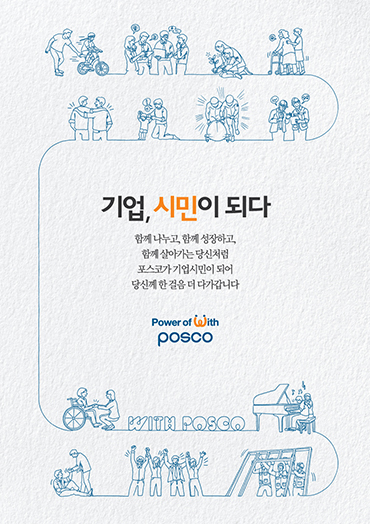 기업, 시민이 되다
함께 나누고, 함께 성장하고,
함께 살아가는 당신처럼
포스코가 기업시민이 되어
당신께 한 걸음 더 다가갑니다
Power of With
posco
WITH POSCO